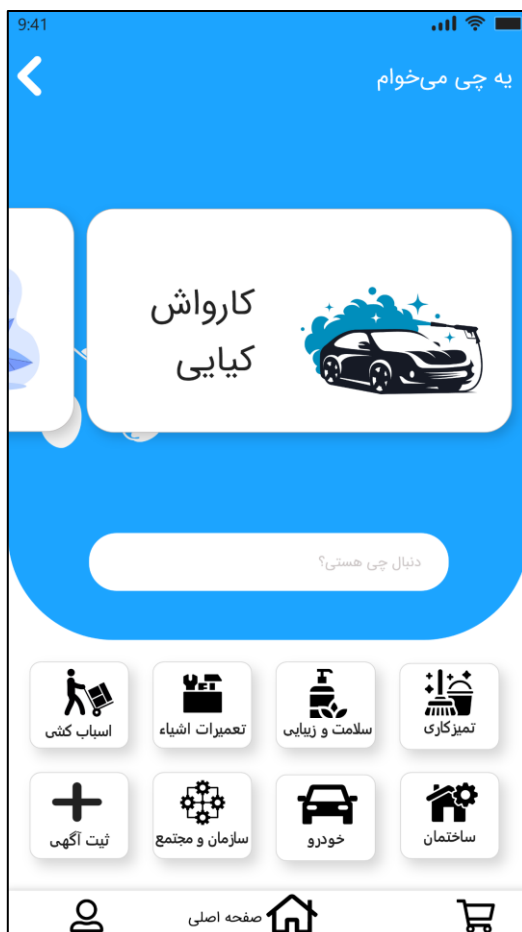 9:41
یه چی می‌خوام
کارواش
کیایی
دنبال چی هستی؟
تمیزکاری
سلامت و زیبایی
تعمیرات اشیاء
اسباب کشی
ساختمان
خودرو
سازمان و مجتمع
ثبت آگهی
صفحه اصلی